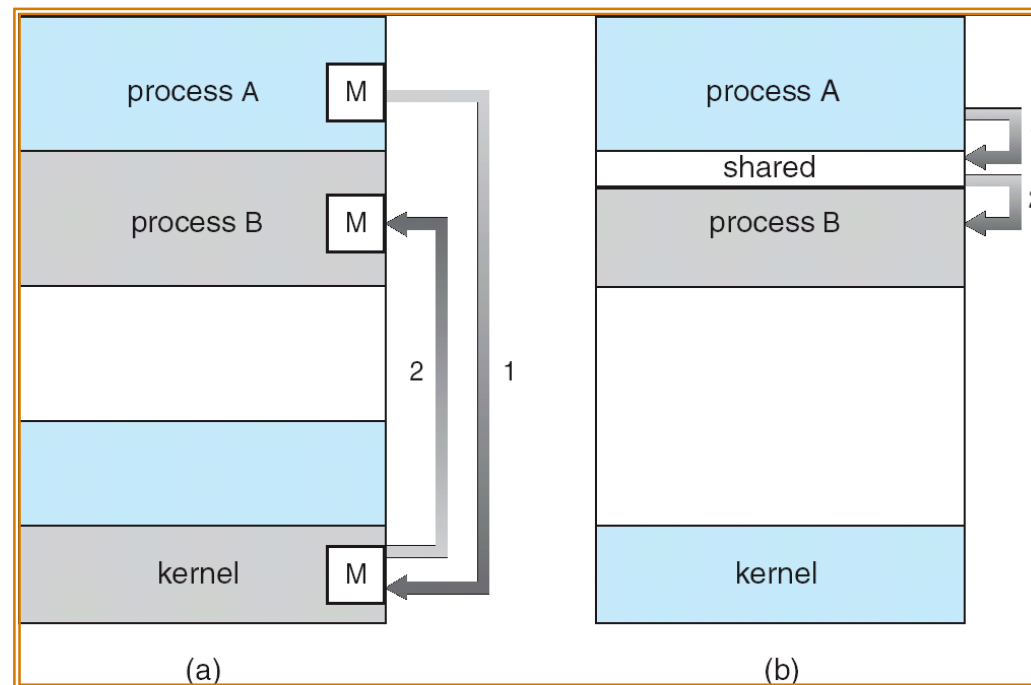 process A
M
process B
M
2
1
kernel
M
(a)
process A
shared
process B
kernel
(b)